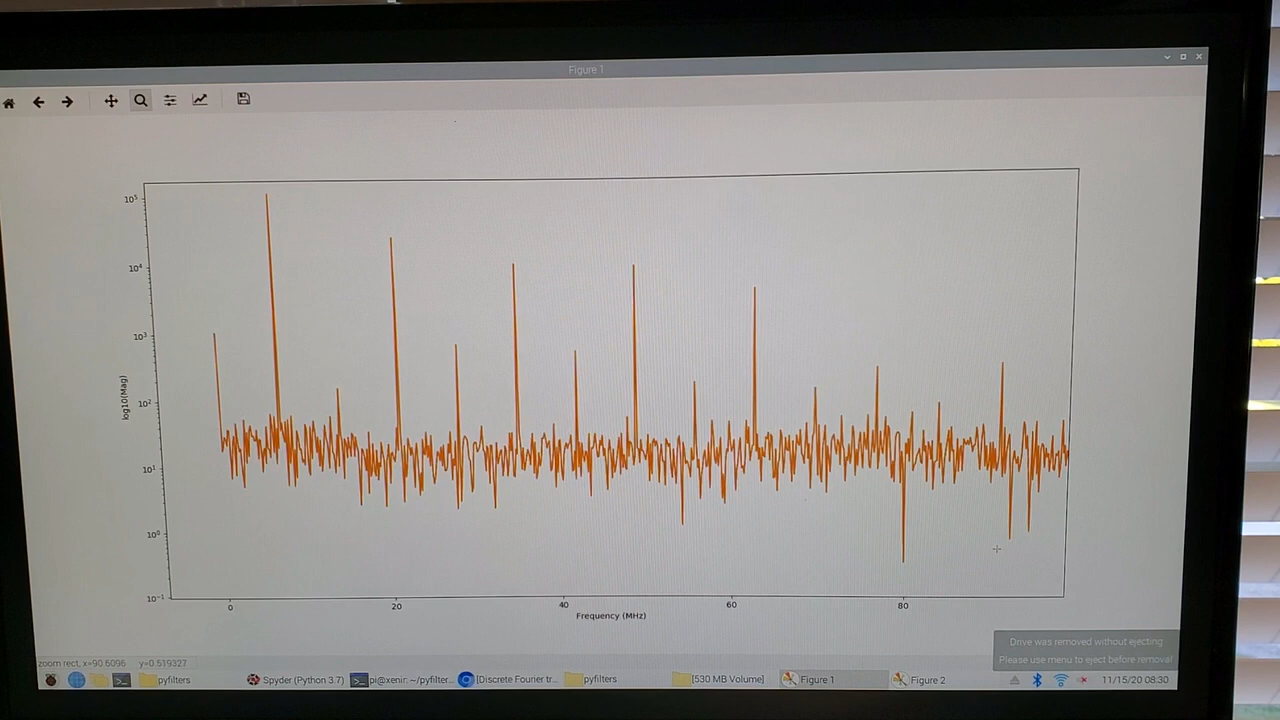 Figure 1
10⁵
10⁴
10³
10²
10¹
10⁰
10⁻¹
log10(Mag)
0 20 40 60 80
Frequency (MHz)
Drive was removed without ejecting
Please use menu to eject before removal
zoom rect, x=90.6096 y=0.519327
pyfilters Spyder (Python 3.7) pi@xenir: ~/pyfilter... [Discrete Fourier tr... pyfilters [530 MB Volume] Figure 1 Figure 2 11/15/20 08:30